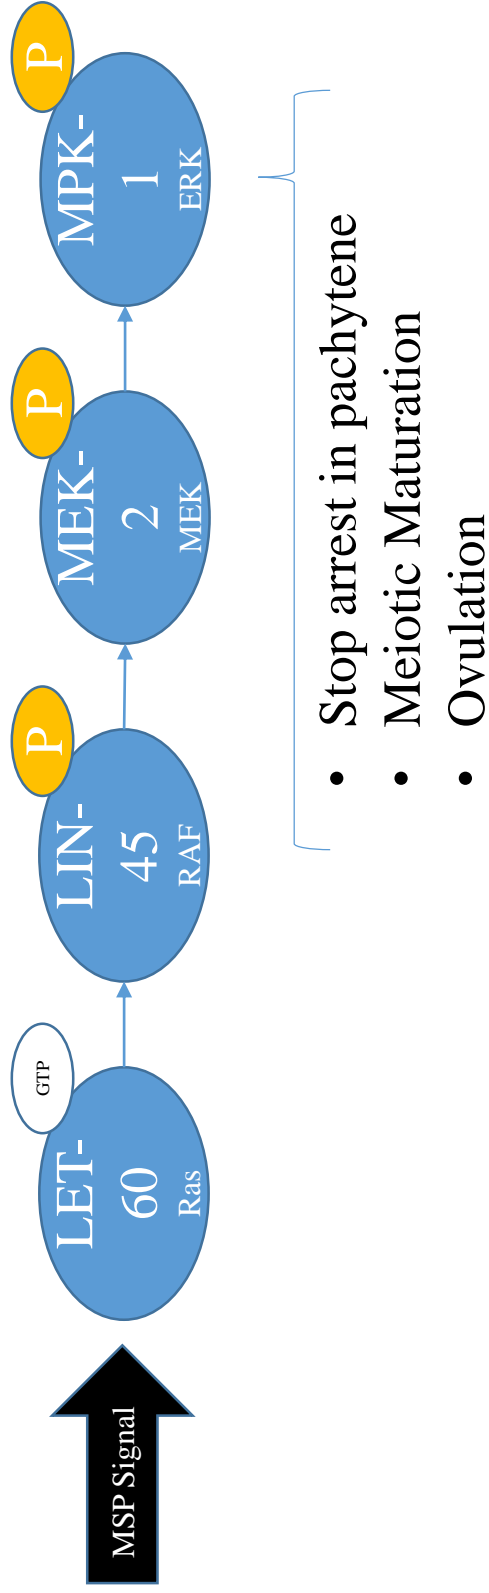 MSP Signal
LET-
60
Ras
GTP
LIN-
45
RAF
P
MEK-
2
MEK
P
MPK-
1
ERK
P
• Stop arrest in pachytene
• Meiotic Maturation
• Ovulation